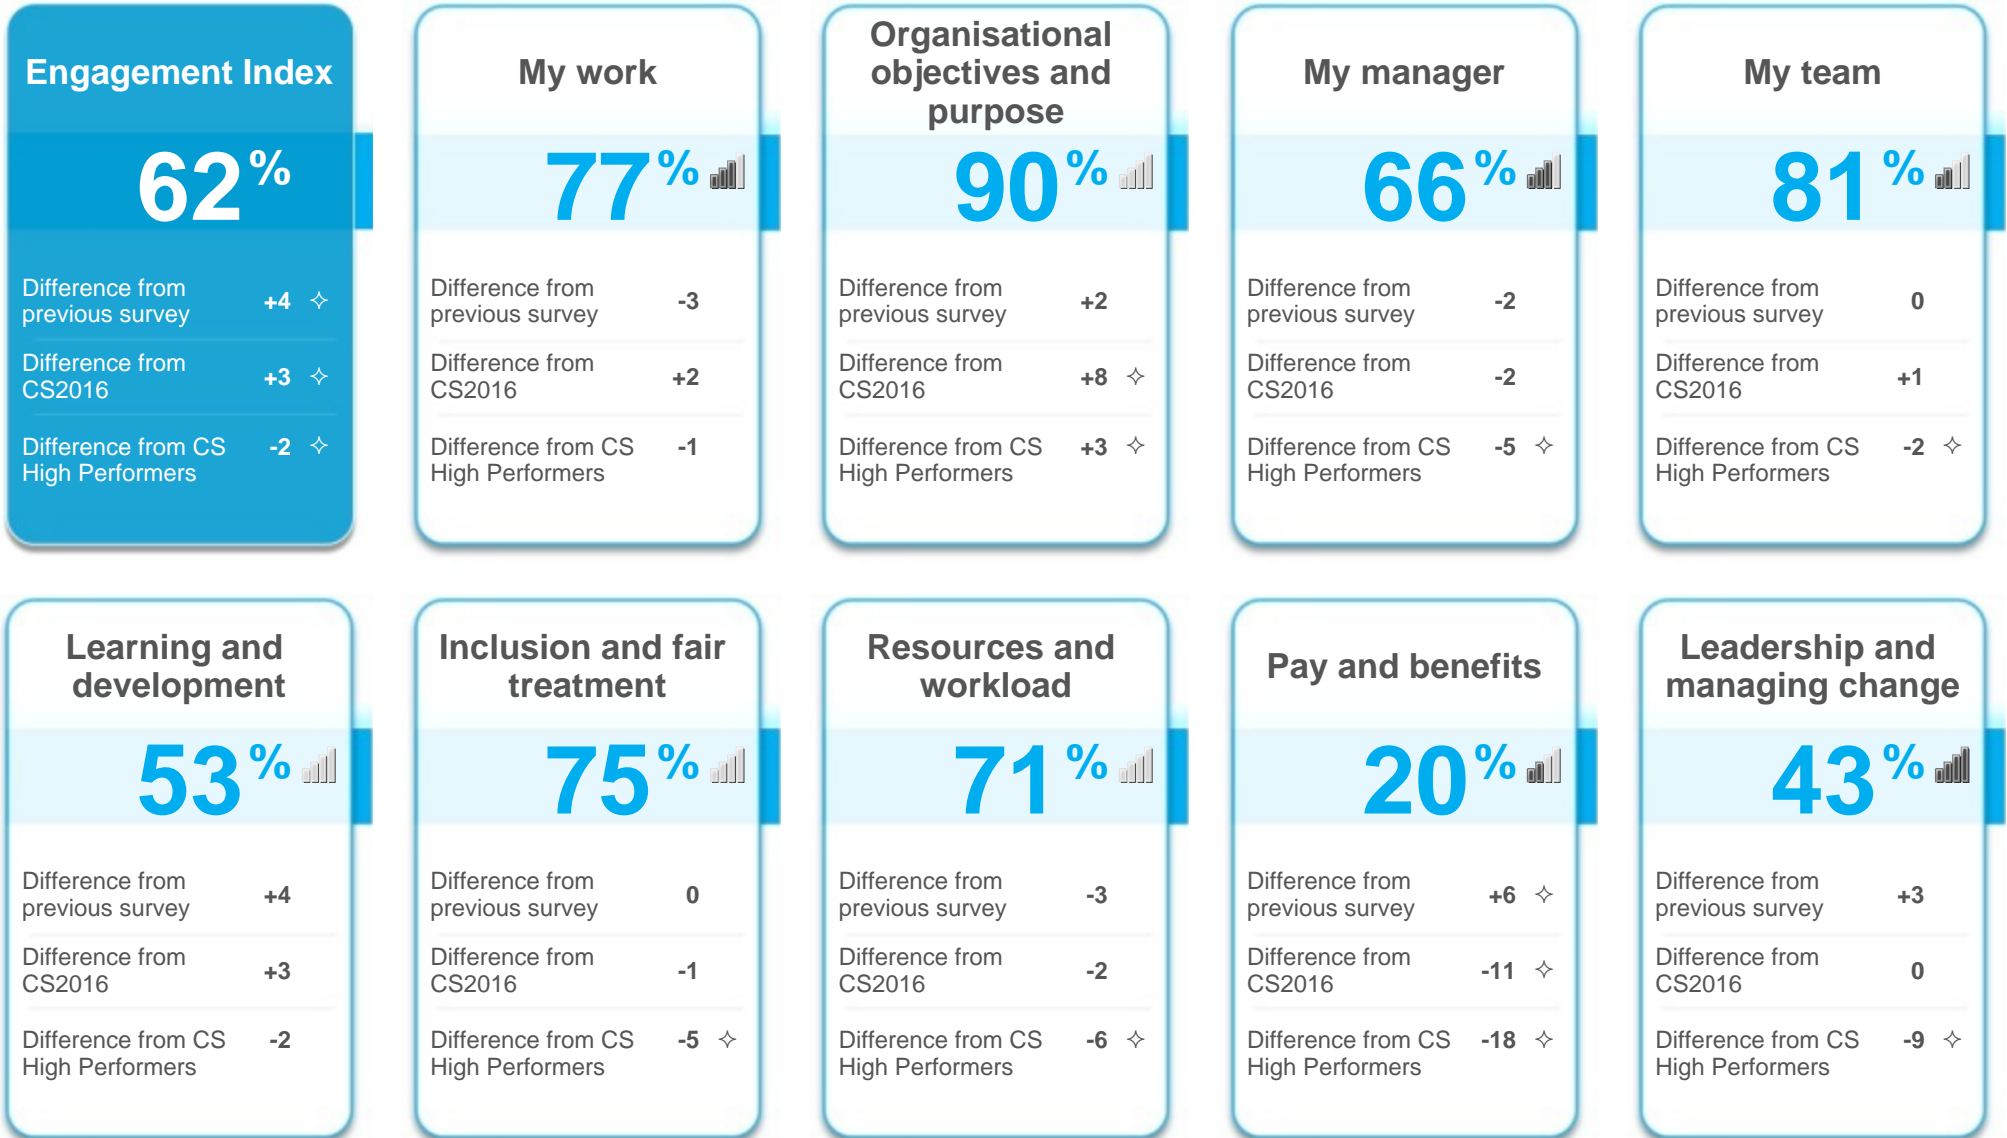 Engagement Index
62%
Difference from
previous survey
+4 ✧
Difference from
CS2016
+3 ✧
Difference from CS
High Performers
-2 ✧
My work
77%
Difference from
previous survey
-3
Difference from
CS2016
+2
Difference from CS
High Performers
-1
Organisational
objectives and
purpose
90%
Difference from
previous survey
+2
Difference from
CS2016
+8 ✧
Difference from CS
High Performers
+3 ✧
My manager
66%
Difference from
previous survey
-2
Difference from
CS2016
-2
Difference from CS
High Performers
-5 ✧
My team
81%
Difference from
previous survey
0
Difference from
CS2016
+1
Difference from CS
High Performers
-2 ✧
Learning and
development
53%
Difference from
previous survey
+4
Difference from
CS2016
+3
Difference from CS
High Performers
-2
Inclusion and fair
treatment
75%
Difference from
previous survey
0
Difference from
CS2016
-1
Difference from CS
High Performers
-5 ✧
Resources and
workload
71%
Difference from
previous survey
-3
Difference from
CS2016
-2
Difference from CS
High Performers
-6 ✧
Pay and benefits
20%
Difference from
previous survey
+6 ✧
Difference from
CS2016
-11 ✧
Difference from CS
High Performers
-18 ✧
Leadership and
managing change
43%
Difference from
previous survey
+3
Difference from
CS2016
0
Difference from CS
High Performers
-9 ✧